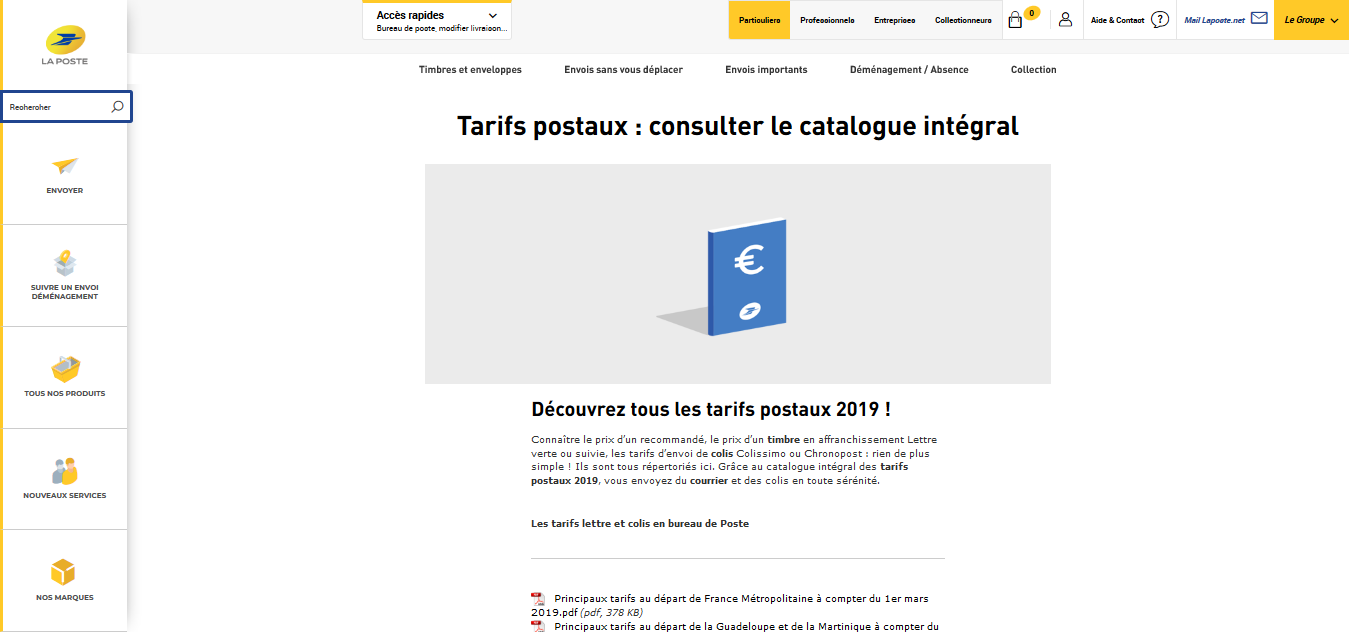 LA POSTE
Rechercher
ENVOYER
SUIVRE UN ENVOI
DÉMÉNAGEMENT
TOUS NOS PRODUITS
NOUVEAUX SERVICES
NOS MARQUES
Accès rapides
Bureau de poste, modifier livraison...
Particuliers
Professionnels
Entreprises
Collectionneurs
0
Aide & Contact
?
Mail Laposte.net
Le Groupe
Timbres et enveloppes
Envois sans vous déplacer
Envois importants
Déménagement / Absence
Collection
Tarifs postaux : consulter le catalogue intégral
€
Découvrez tous les tarifs postaux 2019 !
Connaître le prix d’un recommandé, le prix d’un timbre en affranchissement Lettre
verte ou suivie, les tarifs d’envoi de colis Colissimo ou Chronopost : rien de plus
simple ! Ils sont tous répertoriés ici. Grâce au catalogue intégral des tarifs
postaux 2019, vous envoyez du courrier et des colis en toute sérénité.
Les tarifs lettre et colis en bureau de Poste
Principaux tarifs au départ de France Métropolitaine à compter du 1er mars
2019.pdf (pdf, 378 KB)
Principaux tarifs au départ de la Guadeloupe et de la Martinique à compter du